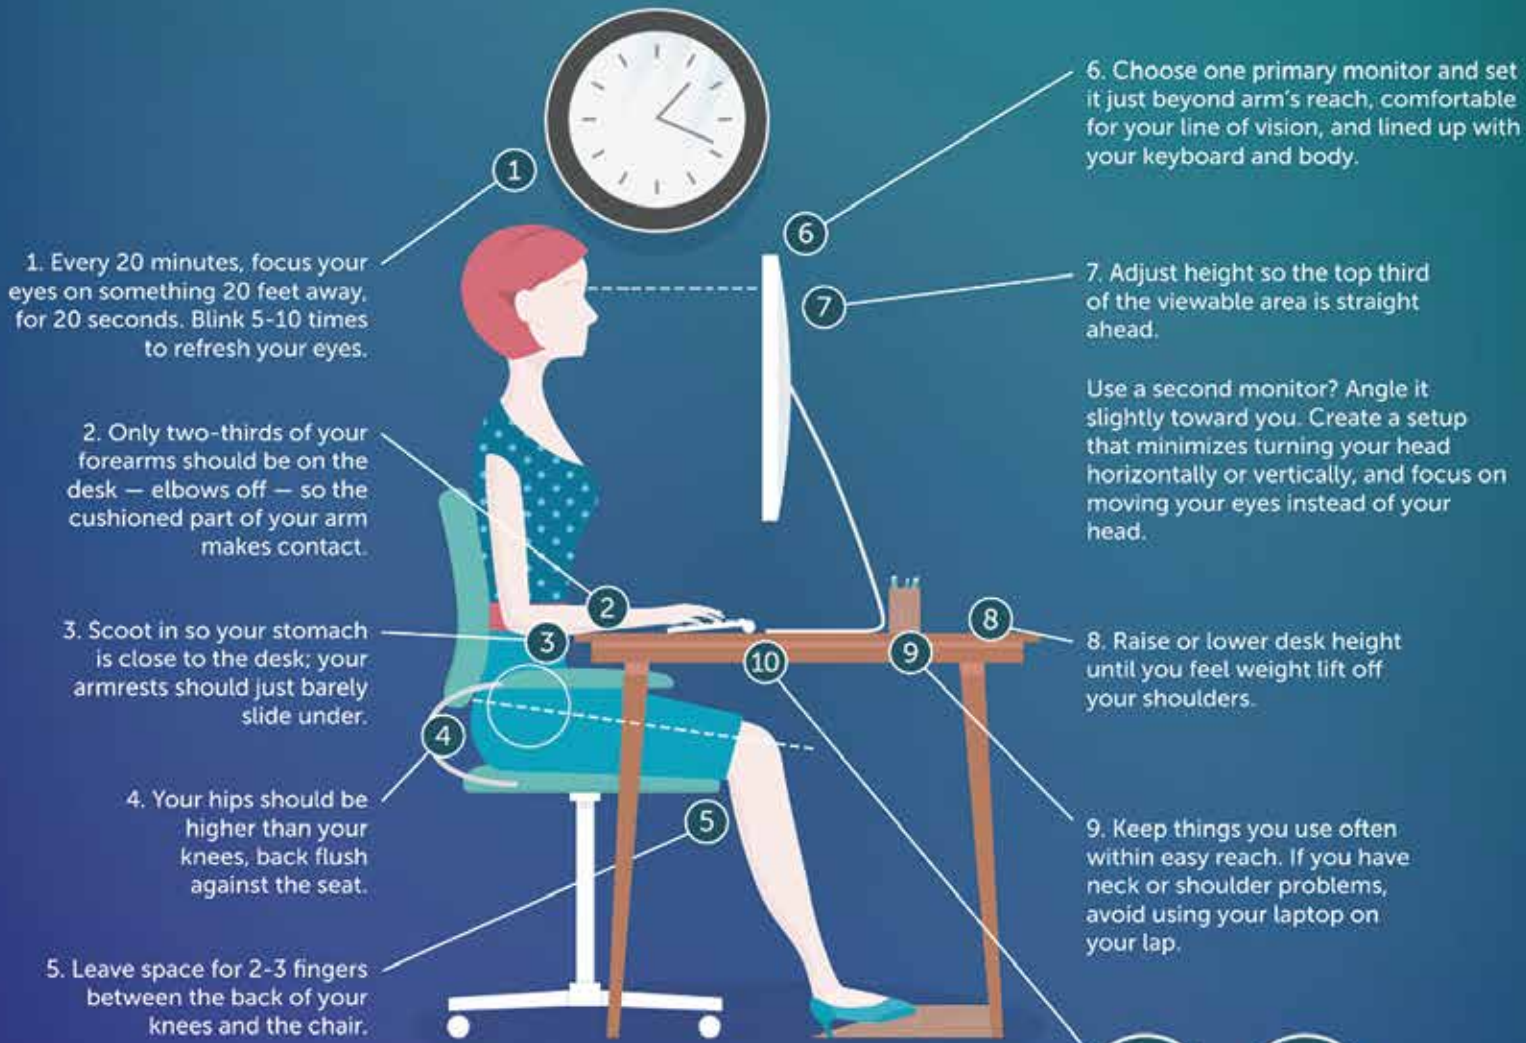 1
1. Every 20 minutes, focus your
eyes on something 20 feet away,
for 20 seconds. Blink 5-10 times
to refresh your eyes.
2. Only two-thirds of your
forearms should be on the
desk — elbows off — so the
cushioned part of your arm
makes contact.
2
3. Scoot in so your stomach
is close to the desk; your
armrests should just barely
slide under.
3
4. Your hips should be
higher than your
knees, back flush
against the seat.
4
5. Leave space for 2-3 fingers
between the back of your
knees and the chair.
5
6
6. Choose one primary monitor and set
it just beyond arm's reach, comfortable
for your line of vision, and lined up with
your keyboard and body.
7
7. Adjust height so the top third
of the viewable area is straight
ahead.
Use a second monitor? Angle it
slightly toward you. Create a setup
that minimizes turning your head
horizontally or vertically, and focus on
moving your eyes instead of your
head.
8
8. Raise or lower desk height
until you feel weight lift off
your shoulders.
9
9. Keep things you use often
within easy reach. If you have
neck or shoulder problems,
avoid using your laptop on
your lap.
10